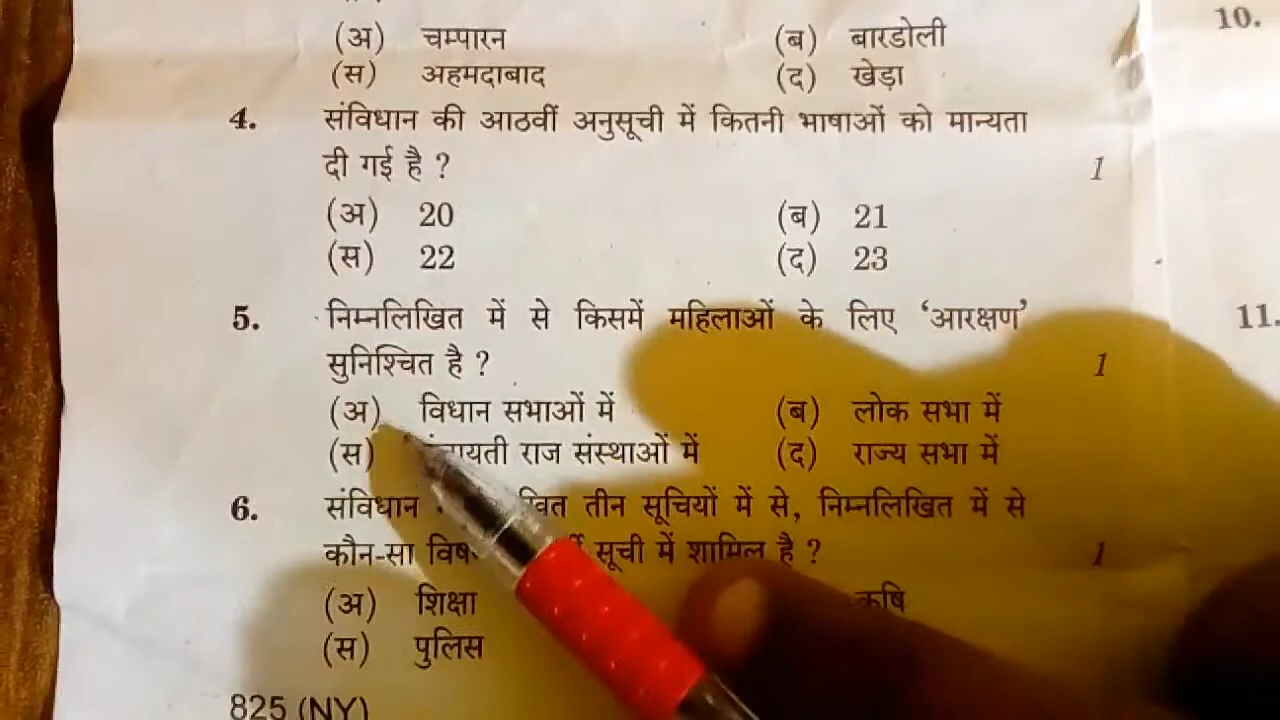 (अ) चम्पारन (ब) बारडोली
(स) अहमदाबाद (द) खेड़ा
4. संविधान की आठवीं अनुसूची में कितनी भाषाओं को मान्यता
दी गई है ? 1
(अ) 20 (ब) 21
(स) 22 (द) 23
5. निम्नलिखित में से किसमें महिलाओं के लिए ‘आरक्षण’
सुनिश्चित है ? 1
(अ) विधान सभाओं में (ब) लोक सभा में
(स) राज संस्थाओं में (द) राज्य सभा में
6. संविधान तीन सूचियों में से, निम्नलिखित में से
कौन-सा सूची में शामिल है ? 1
(अ) शिक्षा कृषि
(स) पुलिस
825 (NY)
10.
11.